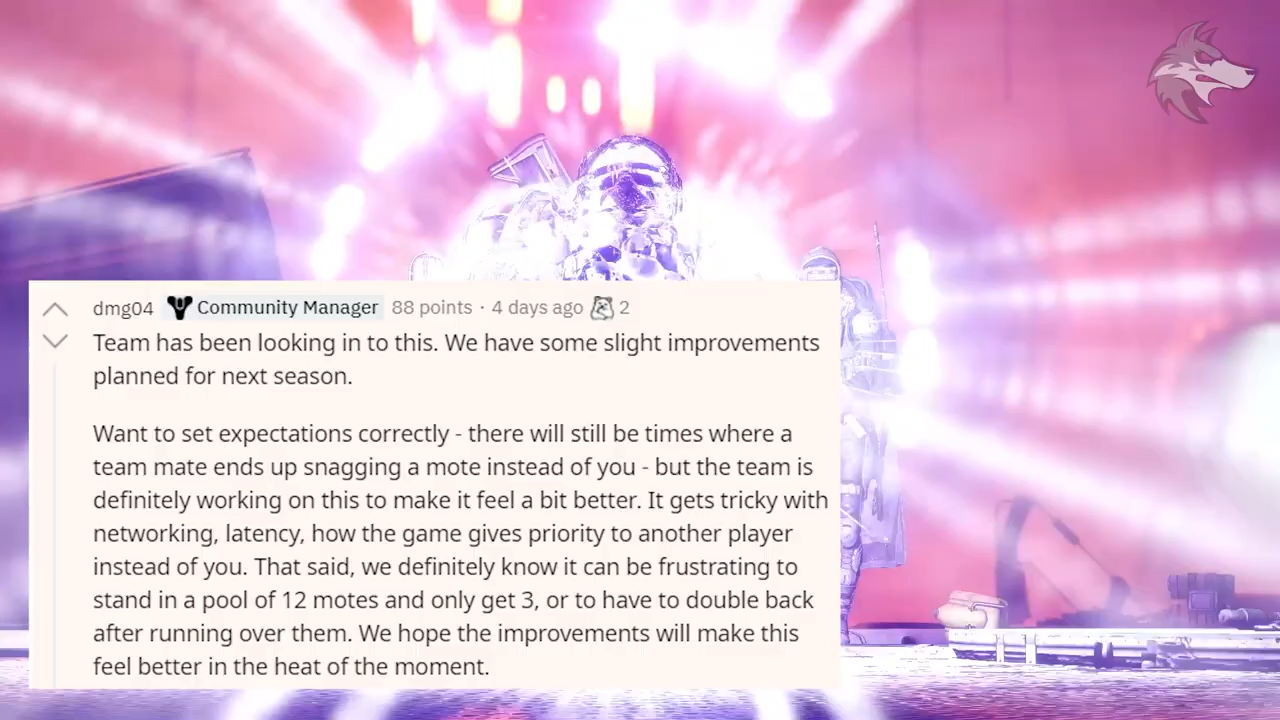 dmg04 Community Manager 88 points · 4 days ago 2
Team has been looking in to this. We have some slight improvements
planned for next season.
Want to set expectations correctly - there will still be times where a
team mate ends up snagging a mote instead of you - but the team is
definitely working on this to make it feel a bit better. It gets tricky with
networking, latency, how the game gives priority to another player
instead of you. That said, we definitely know it can be frustrating to
stand in a pool of 12 motes and only get 3, or to have to double back
after running over them. We hope the improvements will make this
feel better in the heat of the moment.